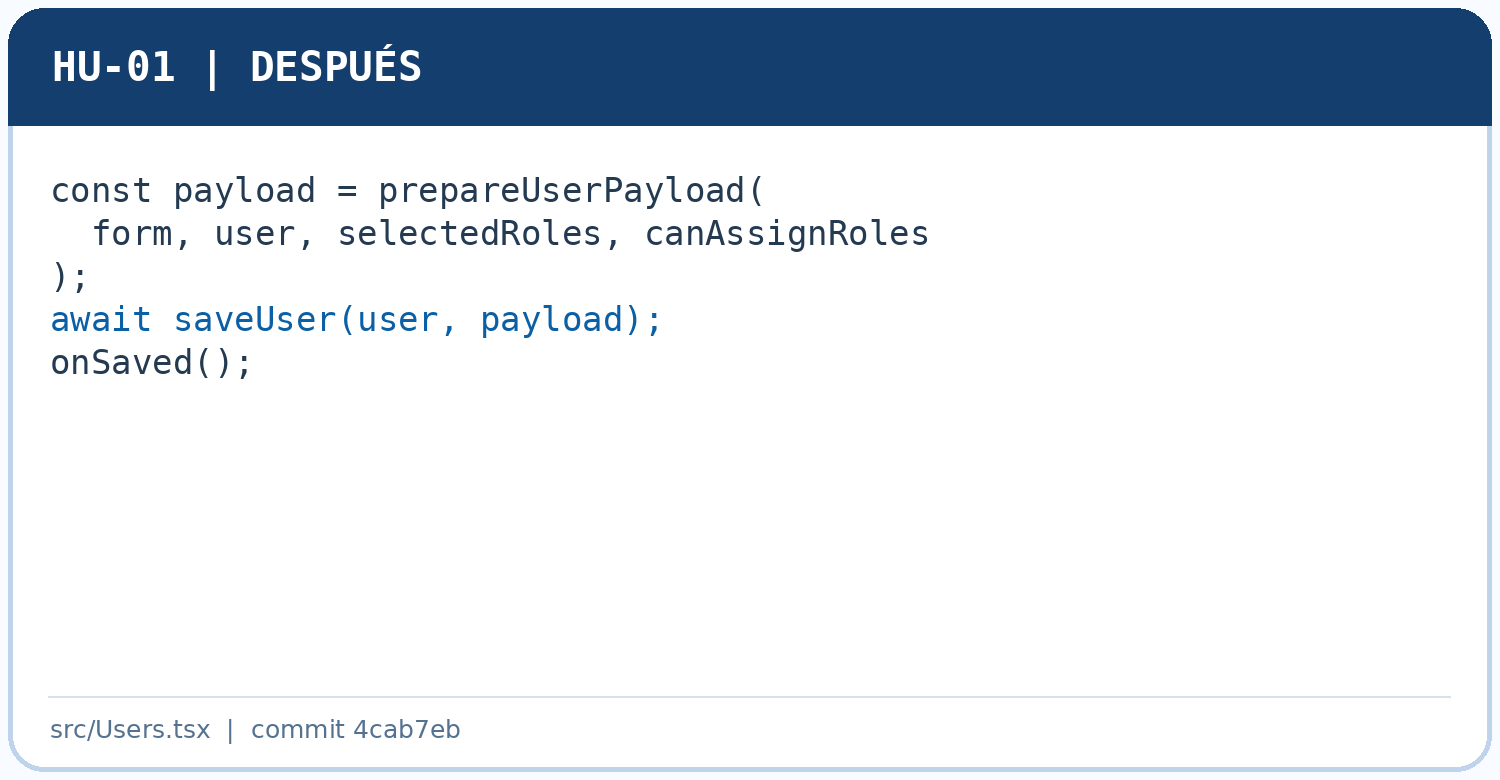 HU-01 | DESPUÉS
const payload = prepareUserPayload(
  form, user, selectedRoles, canAssignRoles
);
await saveUser(user, payload);
onSaved();
src/Users.tsx | commit 4cab7eb